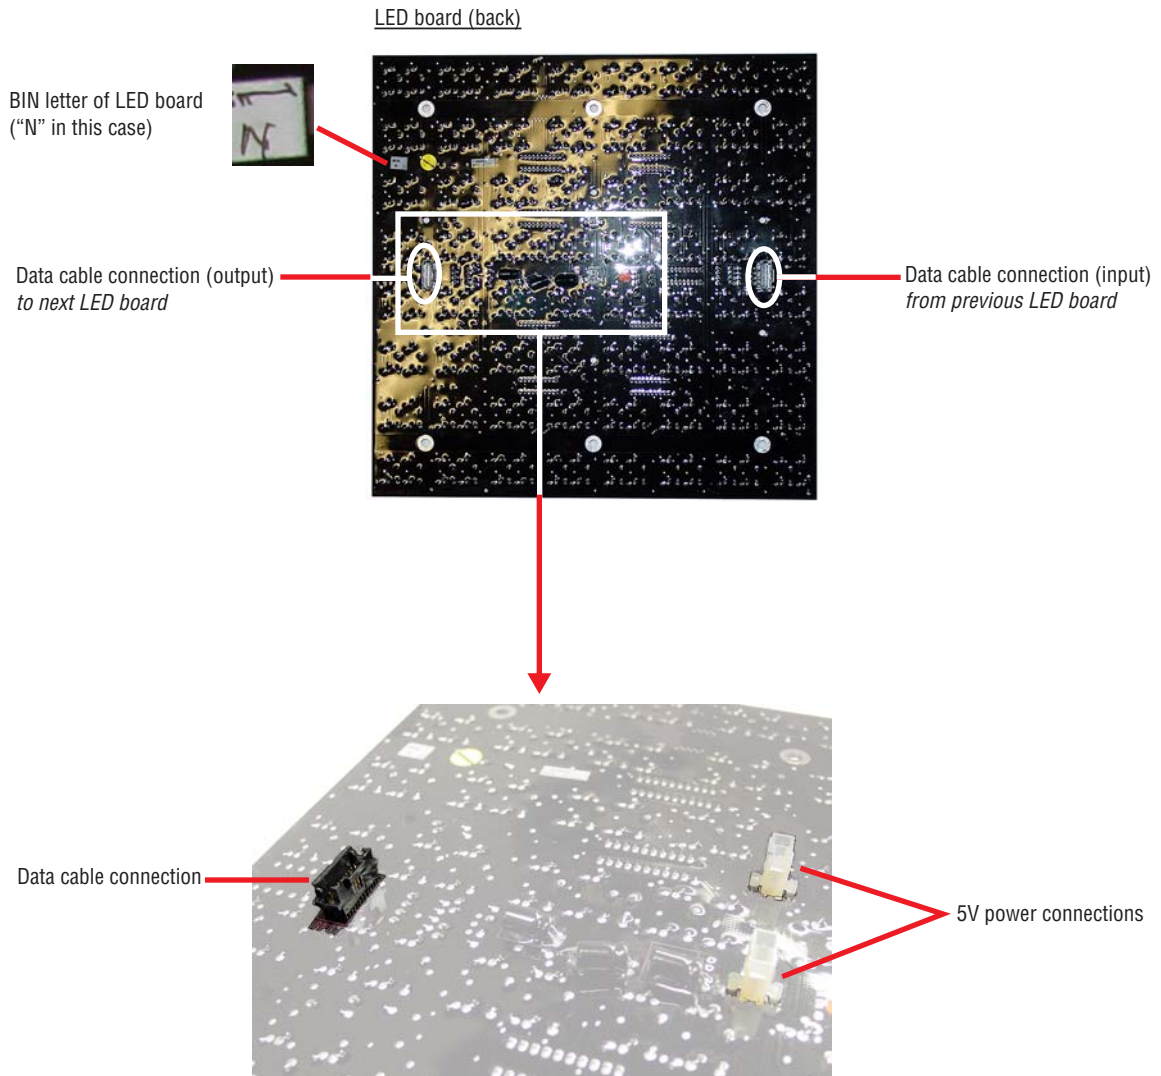 LED board (back)
BIN letter of LED board
(“N” in this case)
N
Data cable connection (output)
to next LED board
Data cable connection (input)
from previous LED board
Data cable connection
5V power connections